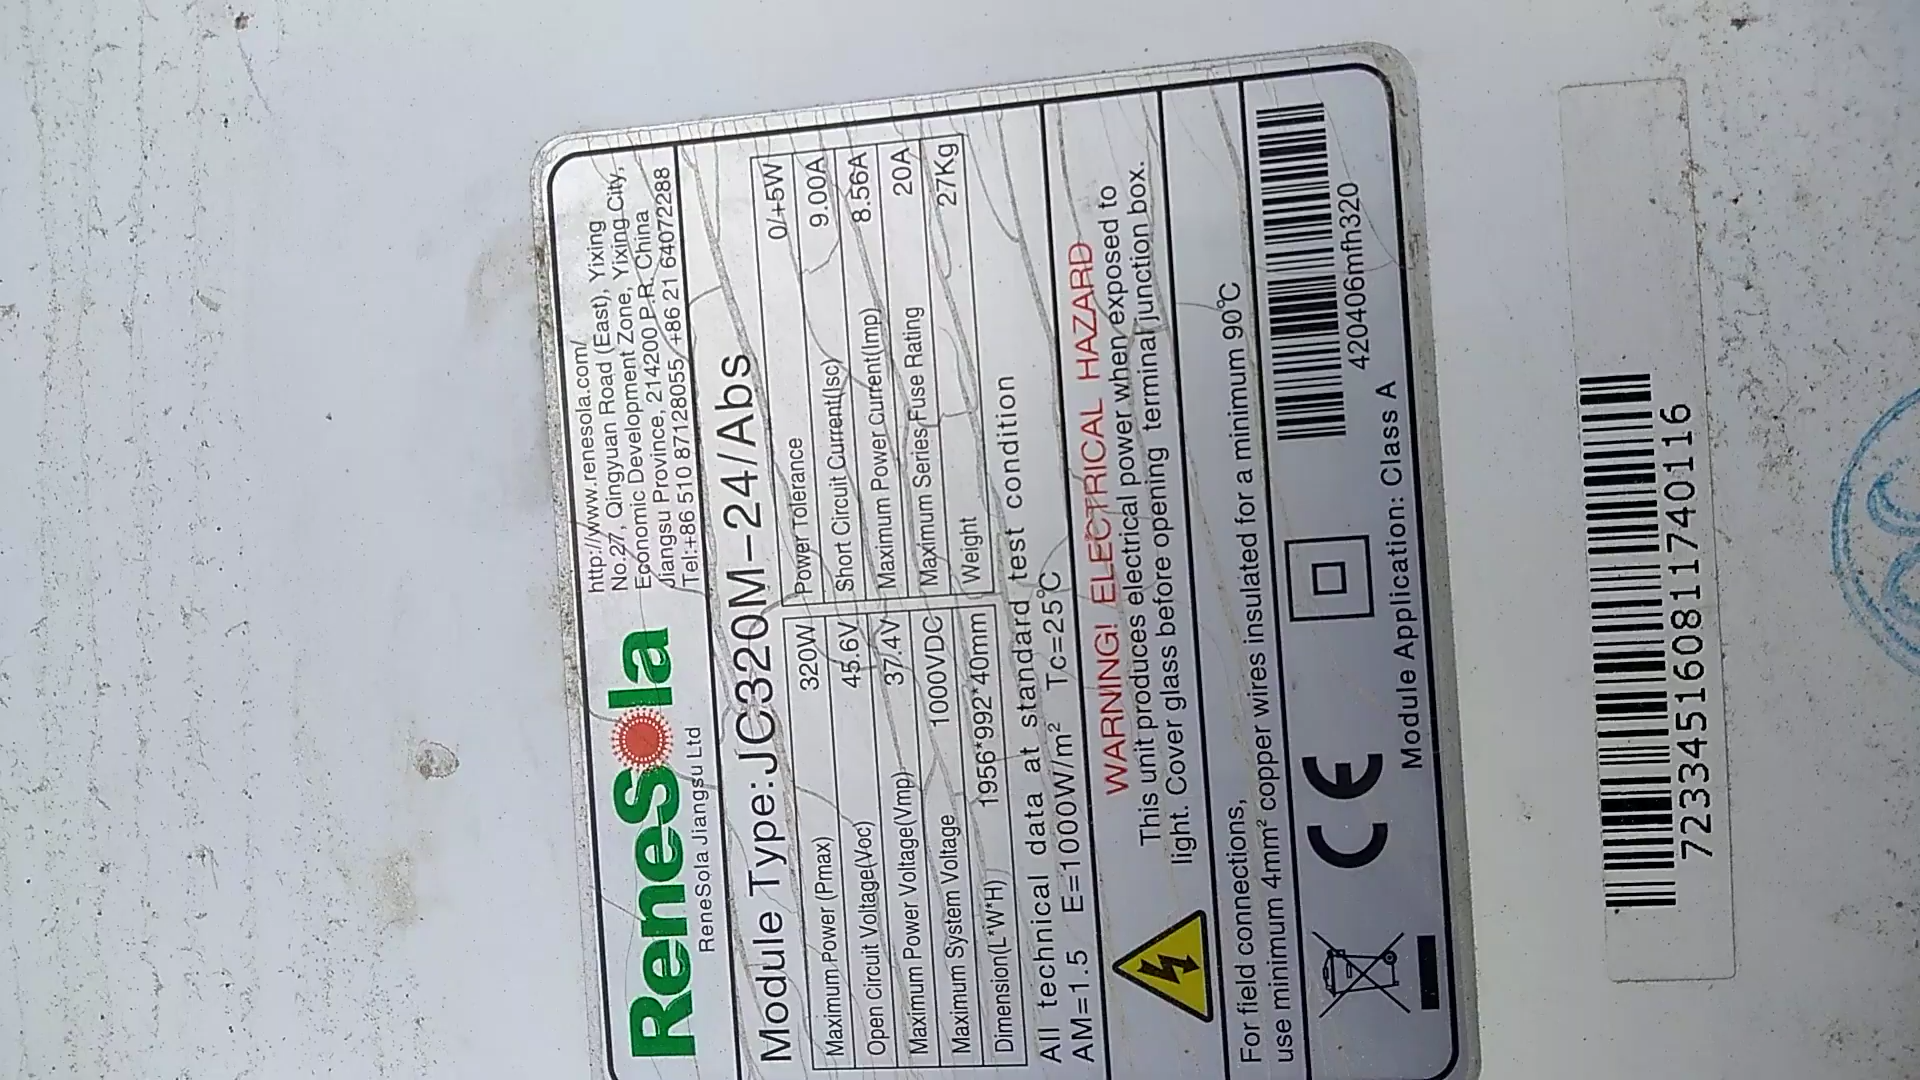 ReneSola
ReneSola Jiangsu Ltd
http://www.renesola.com/
No.27, Qingyuan Road (East), Yixing
Economic Development Zone, Yixing City,
Jiangsu Province, 214200 P.R. China
Tel:+86 510 87128055 +86 21 64072288
Module Type:JC320M-24/Abs
Maximum Power (Pmax) 320W Power Tolerance 0/+5W
Open Circuit Voltage(Voc) 45.6V Short Circuit Current(Isc) 9.00A
Maximum Power Voltage(Vmp) 37.4V Maximum Power Current(Imp) 8.56A
Maximum System Voltage 1000VDC Maximum Series Fuse Rating 20A
Dimension(L*W*H) 1956*992*40mm Weight 27Kg
All technical data at standard test condition
AM=1.5 E=1000W/m² Tc=25℃
WARNING! ELECTRICAL HAZARD
This unit produces electrical power when exposed to
light. Cover glass before opening terminal junction box.
For field connections,
use minimum 4mm² copper wires insulated for a minimum 90℃
CE
420406mfh320
Module Application: Class A
723345160811740116